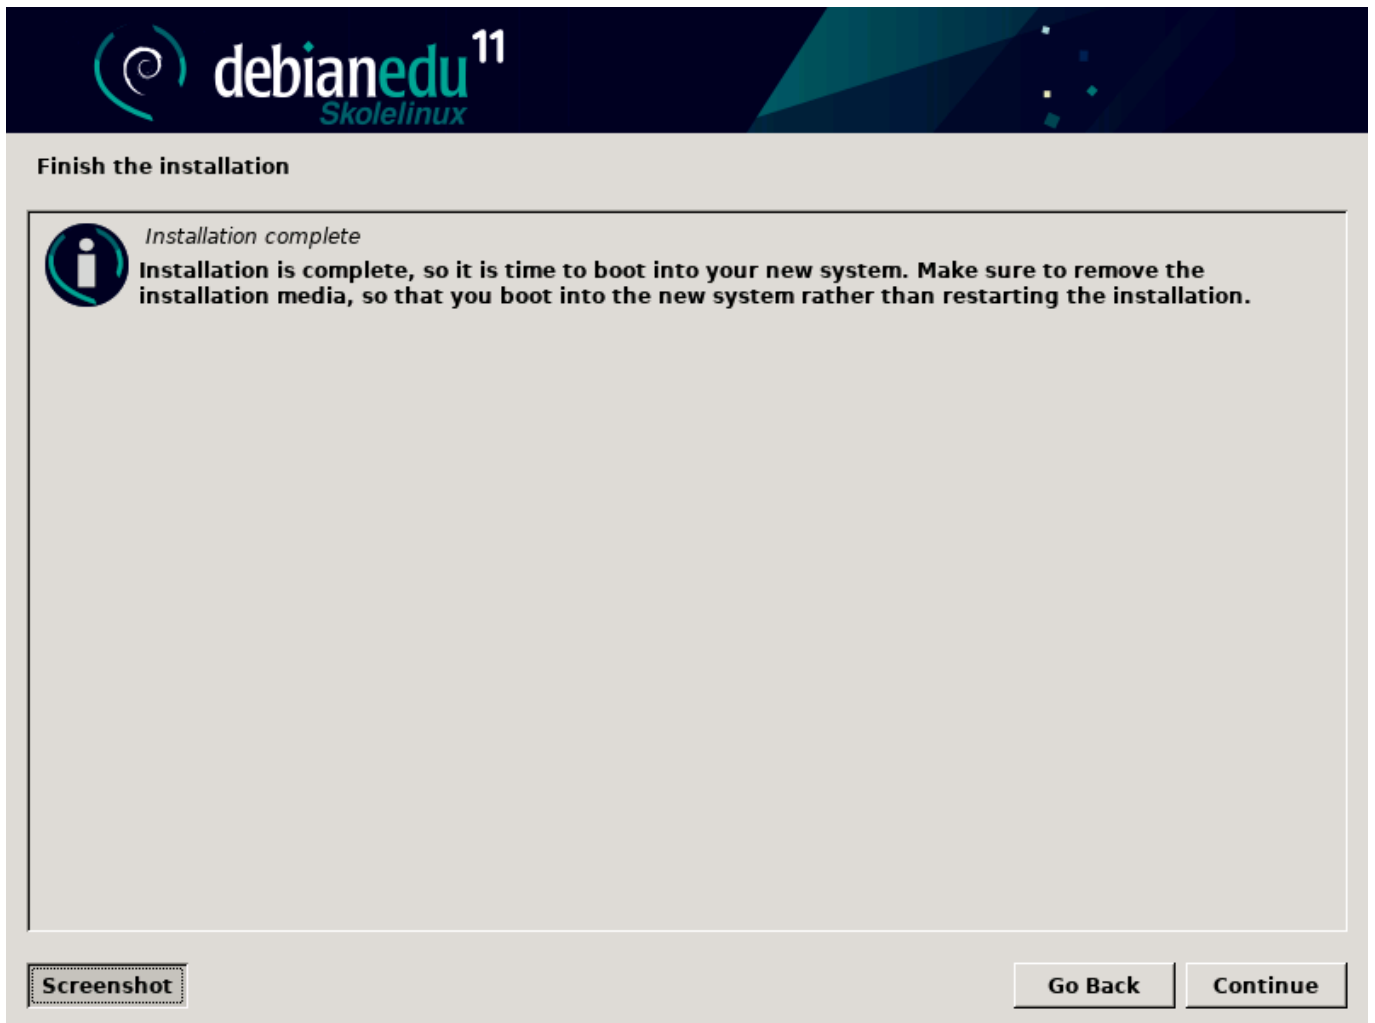 debianedu 11
Skolelinux
Finish the installation
Installation complete
Installation is complete, so it is time to boot into your new system. Make sure to remove the
installation media, so that you boot into the new system rather than restarting the installation.
Screenshot
Go Back
Continue